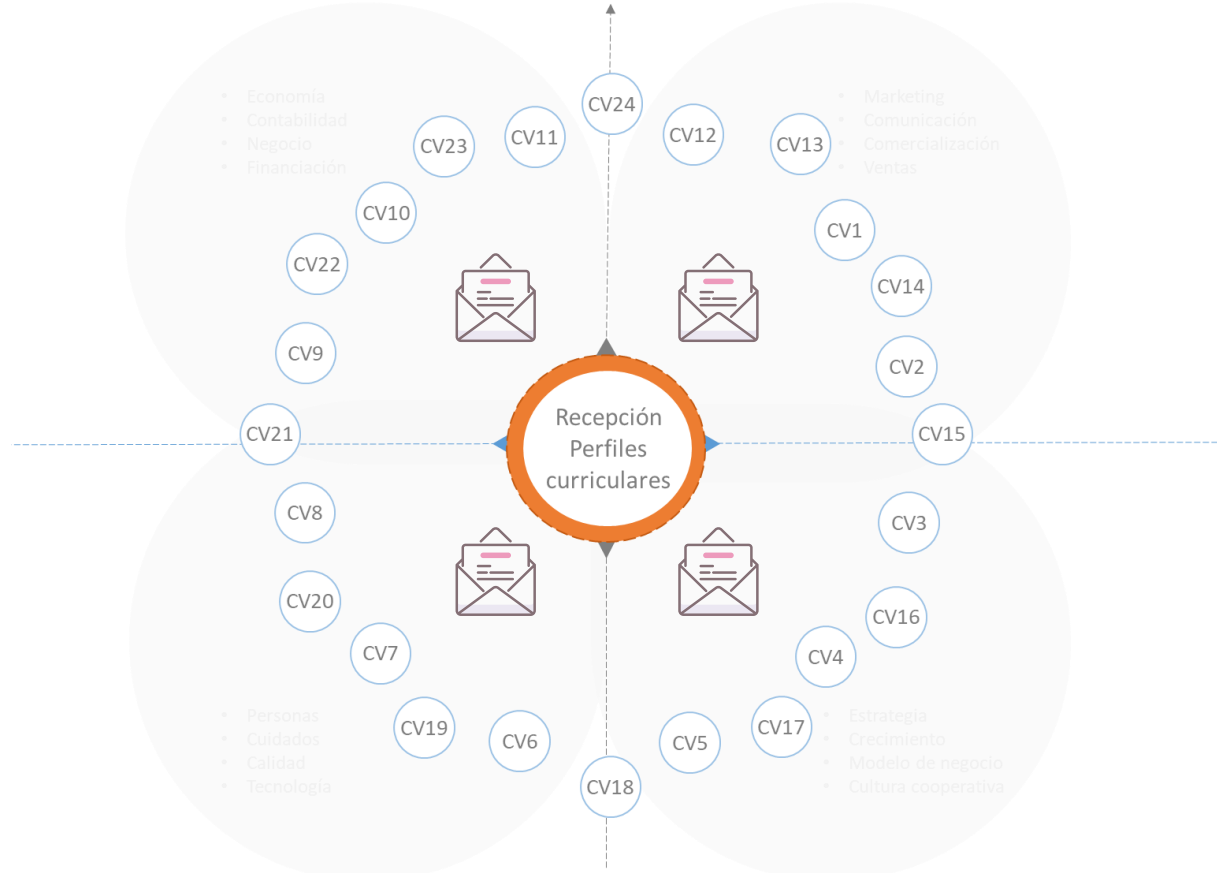 CV24
CV11
CV12
CV23
CV13
• Economía
• Contabilidad
• Negocio
• Financiación
• Marketing
• Comunicación
• Comercialización
• Ventas
CV10
CV1
CV22
CV14
CV9
CV2
Recepción
Perfiles
curriculares
CV21
CV15
CV8
CV3
CV20
CV16
CV7
CV4
CV19
CV17
CV6
CV5
CV18
• Personas
• Cuidados
• Calidad
• Tecnología
• Estrategia
• Crecimiento
• Modelo de negocio
• Cultura cooperativa